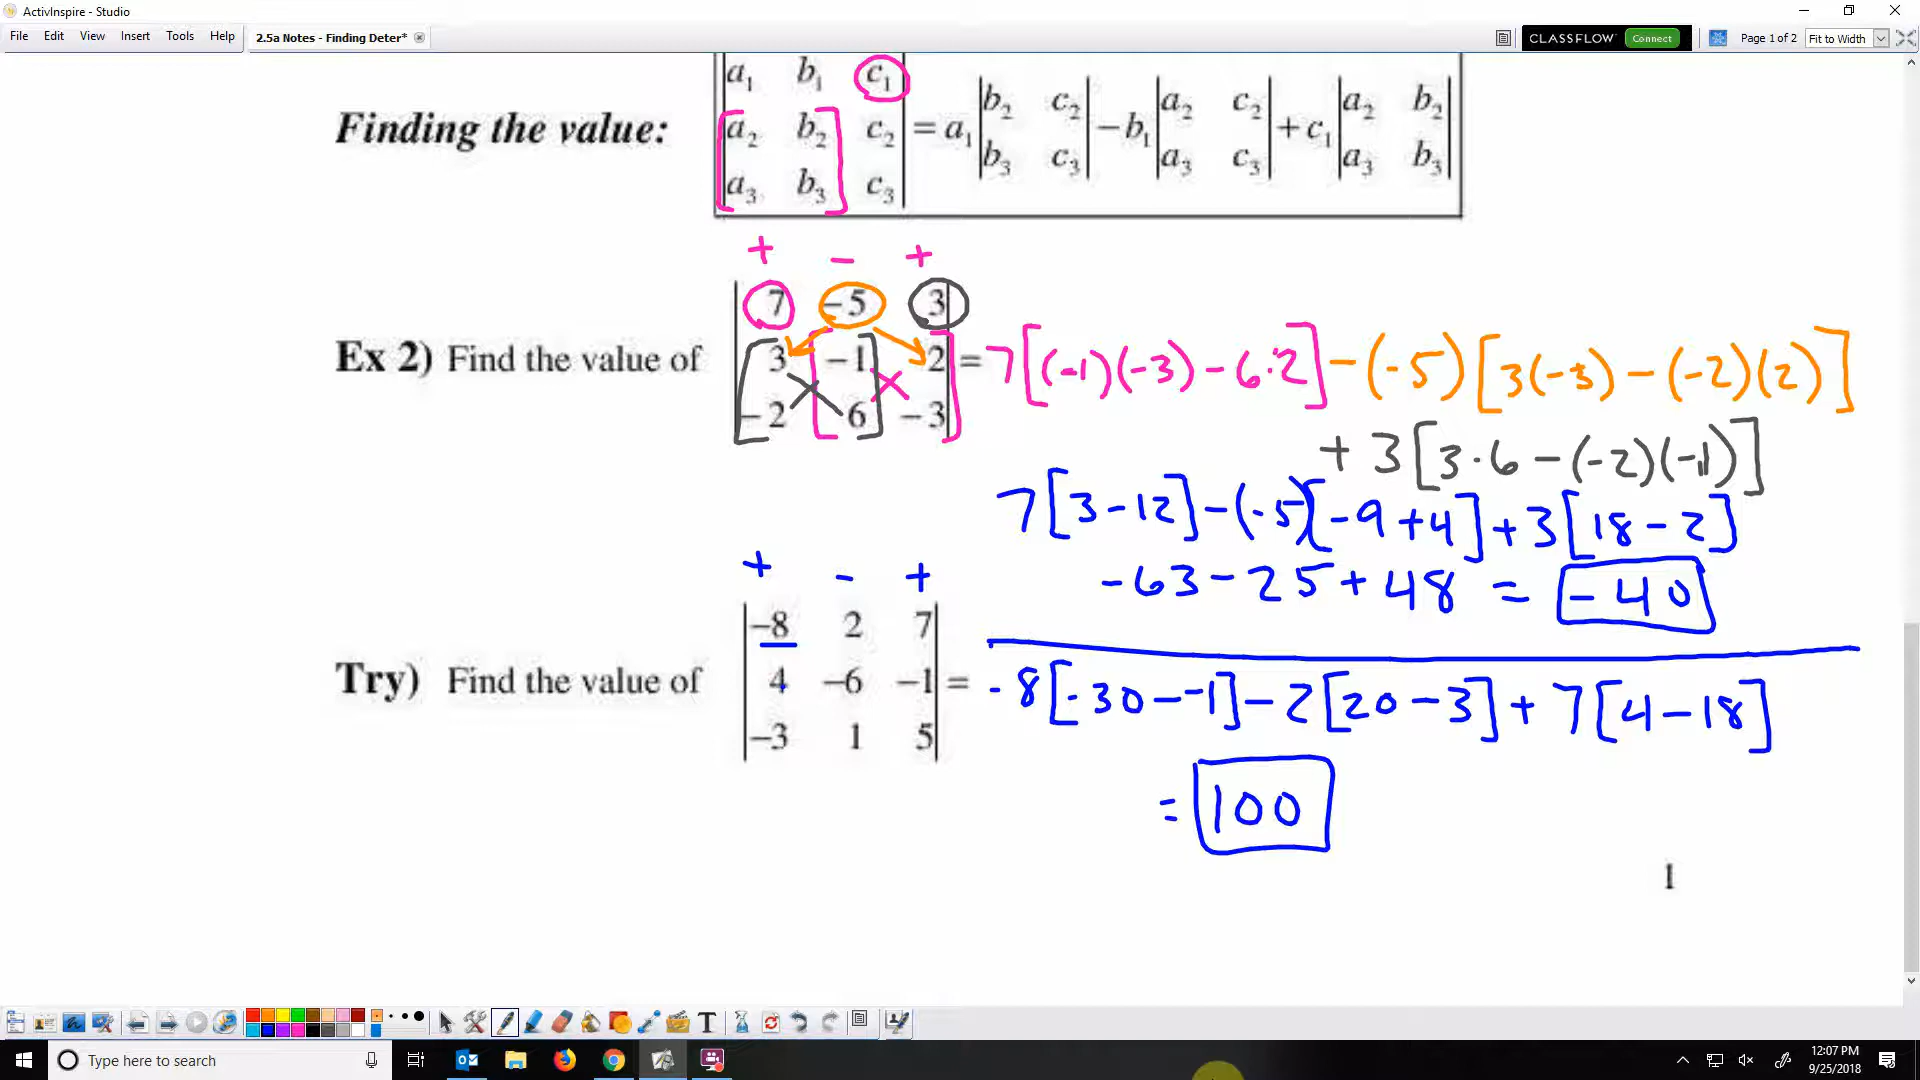 ActivInspire - Studio
File Edit View Insert Tools Help 2.5a Notes - Finding Deter* CLASSFLOW Connect Page 1 of 2 Fit to Width
Finding the value: |a₁ b₁ c₁|
|a₂ b₂ c₂| = a₁ |b₂ c₂| − b₁ |a₂ c₂| + c₁ |a₂ b₂|
|a₃ b₃ c₃| |b₃ c₃| |a₃ c₃| |a₃ b₃|
+ − +
|7 −5 3|
Ex 2) Find the value of |3 −1 2| = 7[(-1)(-3) − 6·2] − (-5)[3(-3) − (-2)(2)]
|−2 6 −3|
+ 3[3·6 − (-2)(-1)]
7[3 − 12] − (-5)[-9 + 4] + 3[18 − 2]
-63 − 25 + 48 = -40
+ − +
|−8 2 7|
Try) Find the value of |4 −6 −1| = -8[-30 − -1] − 2[20 − 3] + 7[4 − 18]
|−3 1 5|
= 100
1
T
Type here to search
12:07 PM
9/25/2018